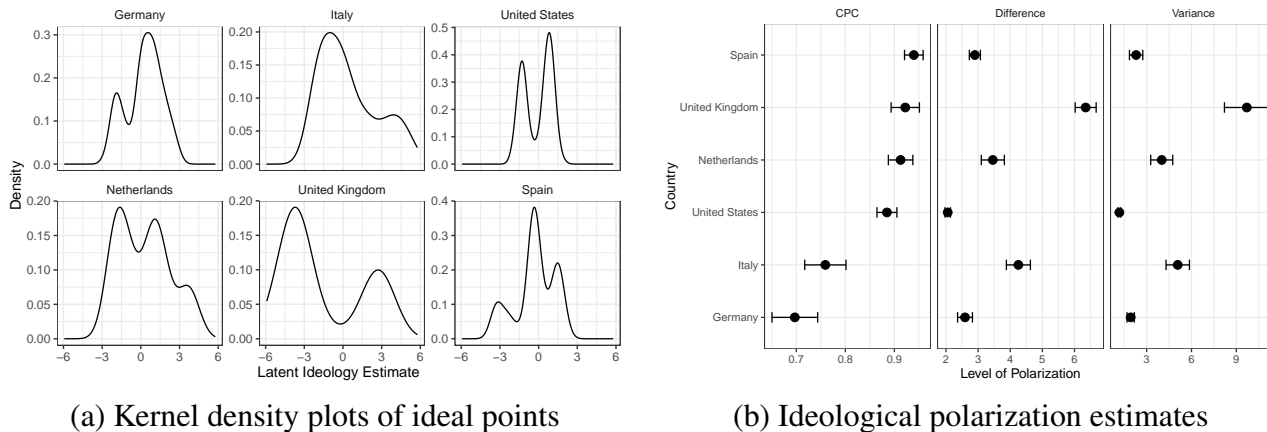 Germany
Italy
United States
0.3
0.2
0.1
0.0
0.20
0.15
0.10
0.05
0.00
0.5
0.4
0.3
0.2
0.1
0.0
Density
Netherlands
United Kingdom
Spain
0.20
0.15
0.10
0.05
0.00
0.20
0.15
0.10
0.05
0.00
0.4
0.3
0.2
0.1
0.0
−6 −3 0 3 6
−6 −3 0 3 6
−6 −3 0 3 6
Latent Ideology Estimate
(a) Kernel density plots of ideal points
CPC
Difference
Variance
Country
Spain
United Kingdom
Netherlands
United States
Italy
Germany
0.7 0.8 0.9
2 4 5 6
3 6 9
Level of Polarization
(b) Ideological polarization estimates